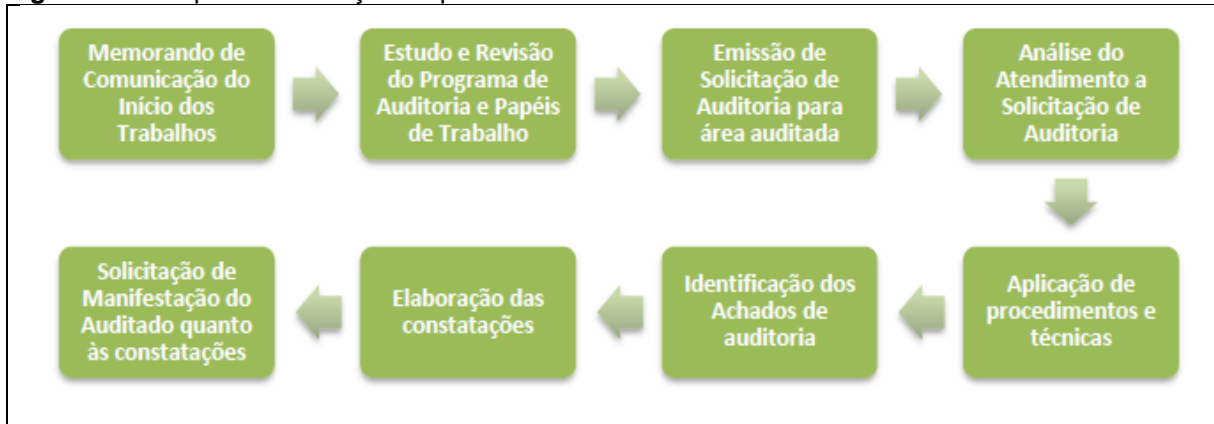 Memorando de
Comunicação do
Início dos
Trabalhos
Estudo e Revisão
do Programa de
Auditoria e Papéis
de Trabalho
Emissão de
Solicitação de
Auditoria para
área auditada
Análise do
Atendimento a
Solicitação de
Auditoria
Aplicação de
procedimentos e
técnicas
Identificação dos
Achados de
auditoria
Elaboração das
constatações
Solicitação de
Manifestação do
Auditado quanto
às constatações